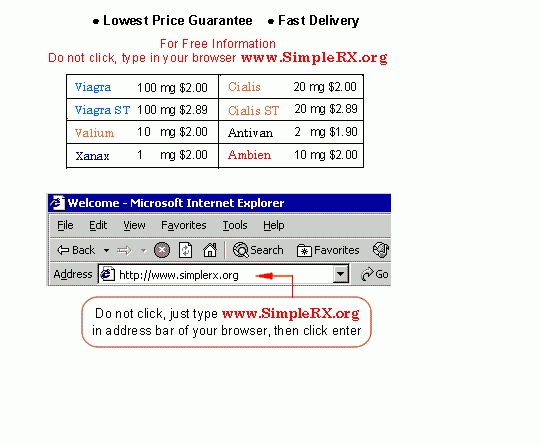 ● Lowest Price Guarantee ● Fast Delivery
For Free Information
Do not click, type in your browser www.SimpleRX.org
Viagra 100 mg $2.00 Cialis 20 mg $2.00
Viagra ST 100 mg $2.89 Cialis ST 20 mg $2.89
Valium 10 mg $2.00 Antivan 2 mg $1.90
Xanax 1 mg $2.00 Ambien 10 mg $2.00
Welcome - Microsoft Internet Explorer
File Edit View Favorites Tools Help
Back Search Favorites
Address http://www.simplerx.org Go
Do not click, just type www.SimpleRX.org
in address bar of your browser, then click enter